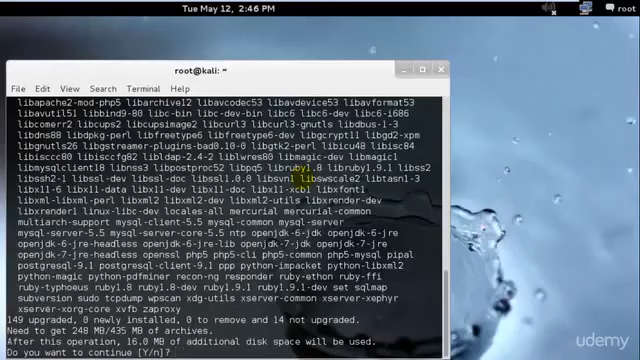 Tue May 12, 2:46 PM
root
root@kali: ~
File Edit View Search Terminal Help
libapache2-mod-php5 libarchive12 libavcodec53 libavdevice53 libavformat53
libavutil51 libbind9-80 libc-bin libc-dev-bin libc6 libc6-dev libc6-i686
libcomerr2 libcups2 libcupsimage2 libcurl3 libcurl3-gnutls libdbus-1-3
libdns88 libdpkg-perl libfreetype6 libfreetype6-dev libgcrypt11 libgd2-xpm
libgnutls26 libgstreamer-plugins-bad0.10-0 libgtk2-perl libicu48 libisc84
libisccc80 libisccfg82 libldap-2.4-2 liblwres80 libmagic-dev libmagic1
libmysqlclient18 libnss3 libpostproc52 libpq5 libruby1.8 libruby1.9.1 libss2
libssh2-1 libssl-dev libssl-doc libssl1.0.0 libsvn1 libswscale2 libtasn1-3
libx11-6 libx11-data libx11-dev libx11-doc libx11-xcb1 libxfont1
libxml-libxml-perl libxml2 libxml2-dev libxml2-utils libxrender-dev
libxrender1 linux-libc-dev locales-all mercurial mercurial-common
multiarch-support mysql-client-5.5 mysql-common mysql-server
mysql-server-5.5 mysql-server-core-5.5 ntp openjdk-6-jdk openjdk-6-jre
openjdk-6-jre-headless openjdk-6-jre-lib openjdk-7-jdk openjdk-7-jre
openjdk-7-jre-headless openssl php5 php5-cli php5-common php5-mysql pipal
postgresql-9.1 postgresql-client-9.1 ppp python-impacket python-libxml2
python-magic python-pdfminer recon-ng responder ruby-ethon ruby-ffi
ruby-typhoeus ruby1.8 ruby1.8-dev ruby1.9.1 ruby1.9.1-dev set sqlmap
subversion sudo tcpdump wpscan xdg-utils xserver-common xserver-xephyr
xserver-xorg-core xvfb zaproxy
149 upgraded, 0 newly installed, 0 to remove and 14 not upgraded.
Need to get 248 MB/435 MB of archives.
After this operation, 16.0 MB of additional disk space will be used.
Do you want to continue [Y/n]?
udemy